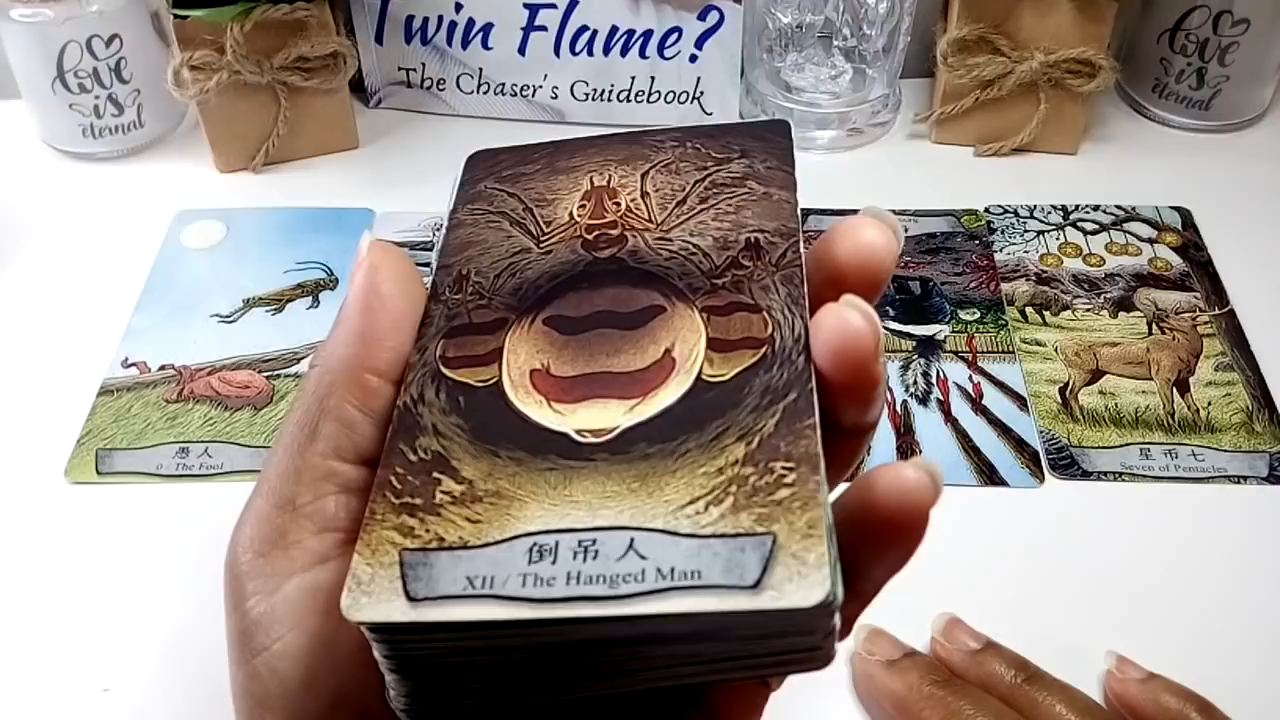 Twin Flame?
The Chaser's Guidebook
love
is
eternal
love
is
eternal
愚人
0 / The Fool
倒吊人
XII / The Hanged Man
星币七
Seven of Pentacles